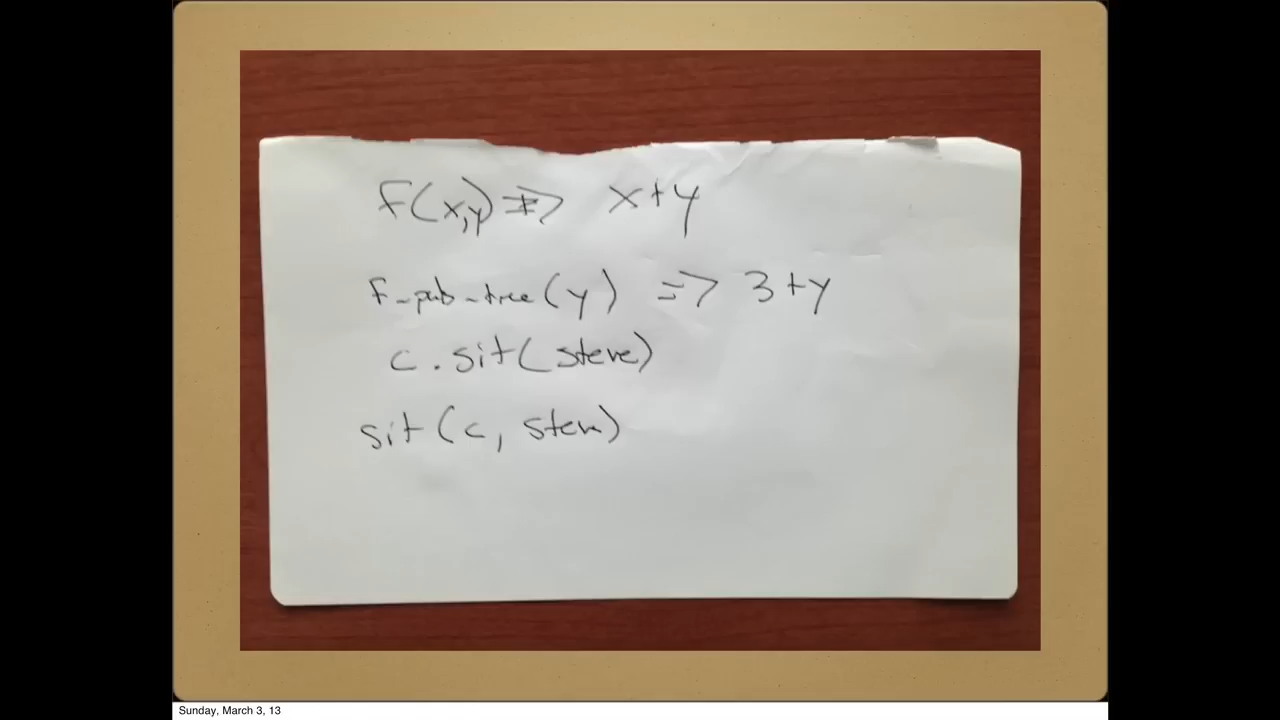 f(x,y) => x+y
f_pub_tree(y) => 3+y
c.sit(steve)
sit(c, steve)
Sunday, March 3, 13